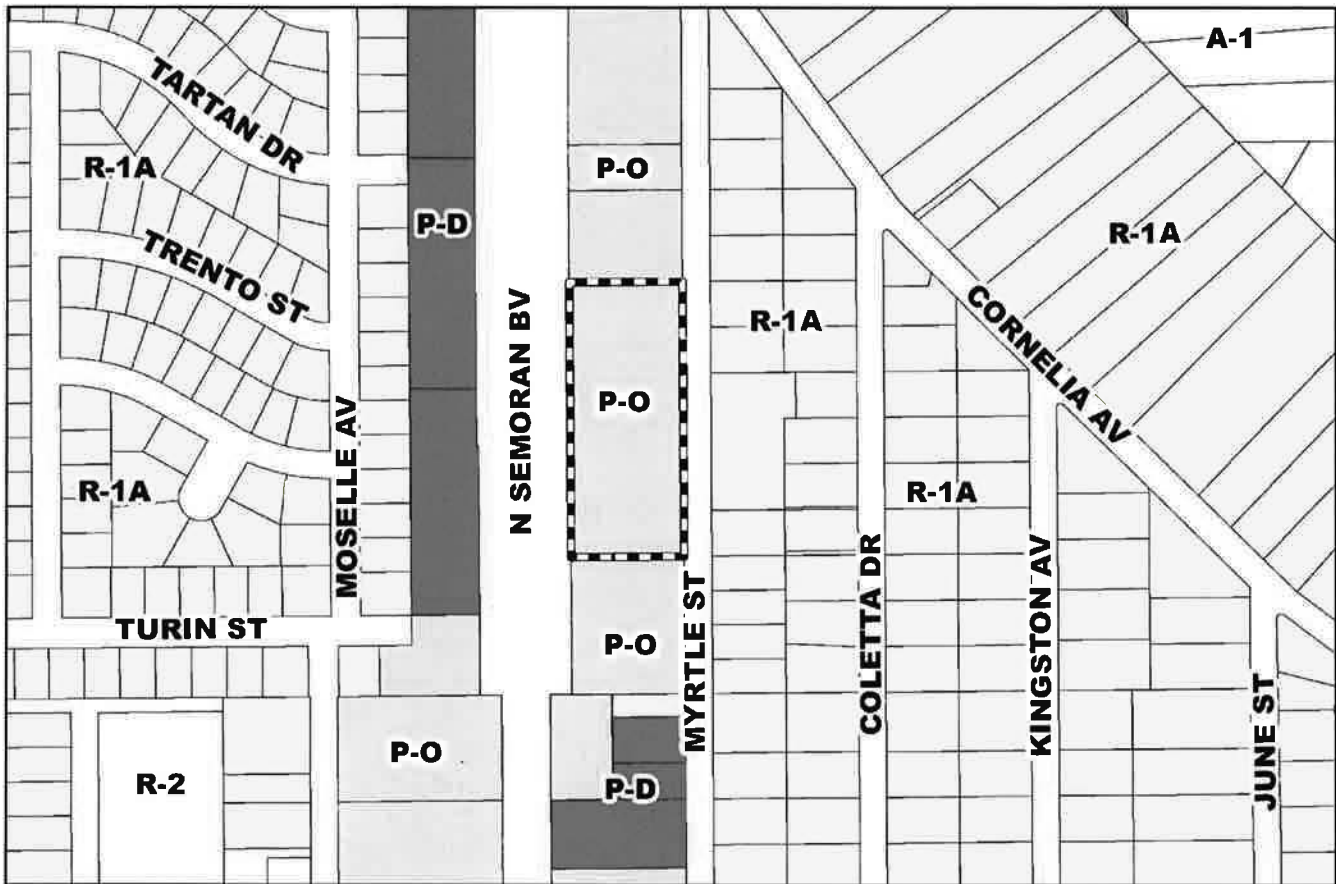 A-1
TARTAN DR
R-1A
P-O
P-D
R-1A
TRENTO ST
N SEMORAN BV
R-1A
CORNELIA AV
P-O
MOSELLE AV
R-1A
R-1A
COLETTA DR
KINGSTON AV
TURIN ST
P-O
MYRTLE ST
JUNE ST
P-O
R-2
P-D